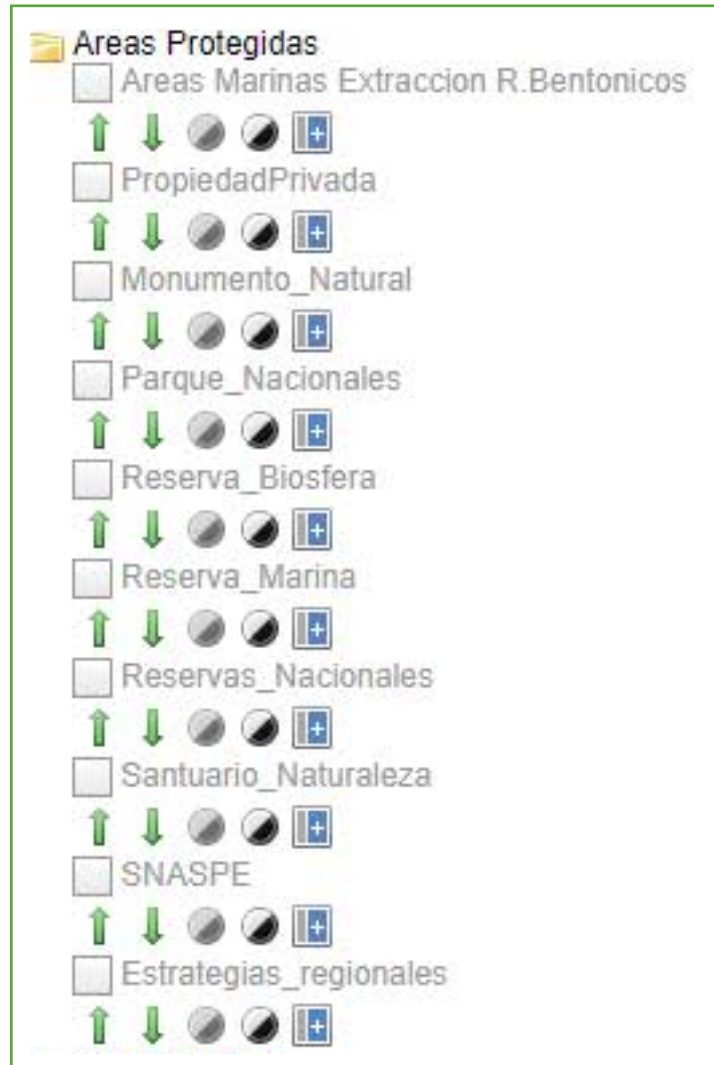 Areas Protegidas
Areas Marinas Extraccion R.Bentonicos
PropiedadPrivada
Monumento_Natural
Parque_Nacionales
Reserva_Biosfera
Reserva_Marina
Reservas_Nacionales
Santuario_Naturaleza
SNASPE
Estrategias_regionales